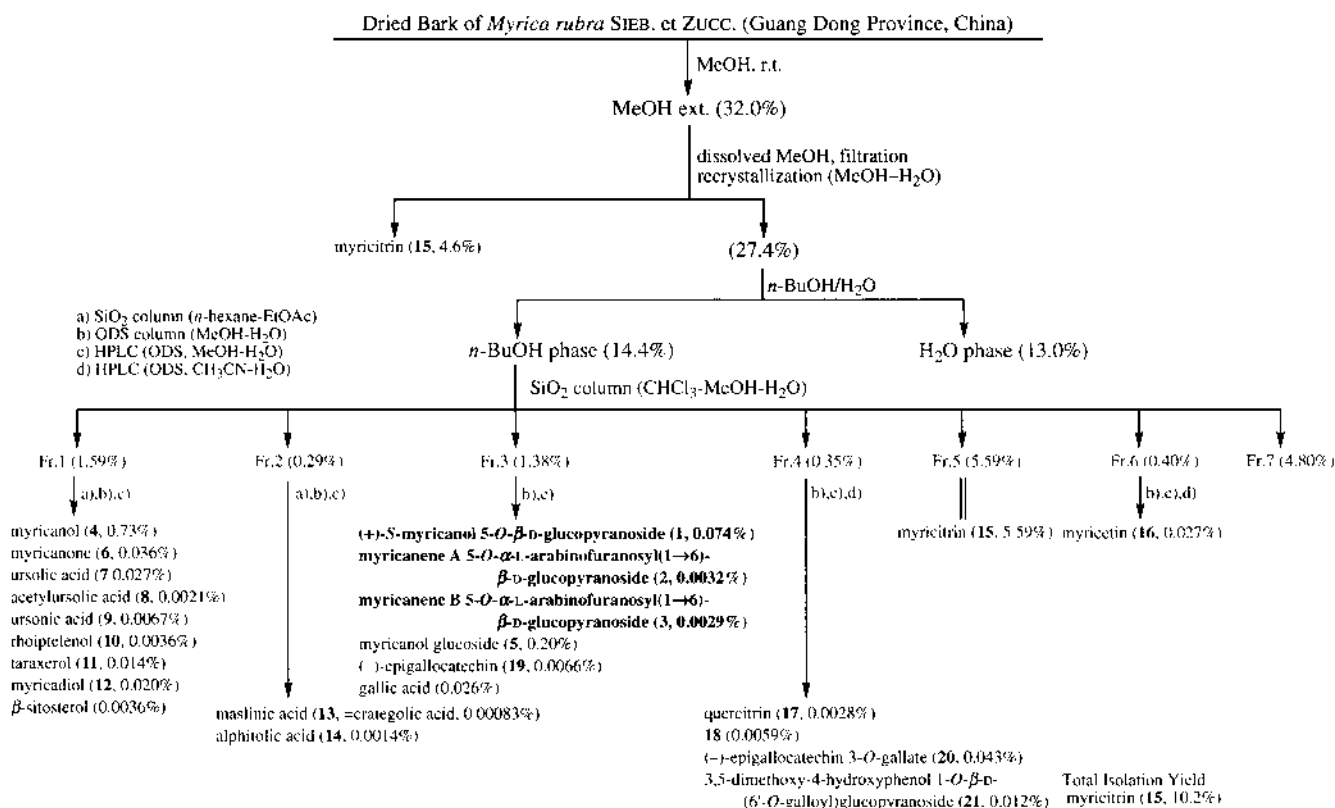 Dried Bark of Myrica rubra SIEB. et ZUCC. (Guang Dong Province, China)
MeOH, r.t.
MeOH ext. (32.0%)
dissolved MeOH, filtration
recrystallization (MeOH–H2O)
myricitrin (15, 4.6%)
(27.4%)
n-BuOH/H2O
a) SiO2 column (n-hexane-EtOAc)
b) ODS column (MeOH-H2O)
c) HPLC (ODS, MeOH-H2O)
d) HPLC (ODS, CH3CN-H2O)
n-BuOH phase (14.4%)
H2O phase (13.0%)
SiO2 column (CHCl3-MeOH-H2O)
Fr.1 (1.59%)
Fr.2 (0.29%)
Fr.3 (1.38%)
Fr.4 (0.35%)
Fr.5 (5.59%)
Fr.6 (0.40%)
Fr.7 (4.80%)
a),b),c)
a),b),c)
b),c)
b),c),d)
b),c),d)
myricanol (4, 0.73%)
myricanone (6, 0.036%)
ursolic acid (7 0.027%)
acetylursolic acid (8, 0.0021%)
ursonic acid (9, 0.0067%)
rhoiptelenol (10, 0.0036%)
taraxerol (11, 0.014%)
myricadiol (12, 0.020%)
β-sitosterol (0.0036%)
maslinic acid (13, =crategolic acid, 0.00083%)
alphitolic acid (14, 0.0014%)
(+)-S-myricanol 5-O-β-D-glucopyranoside (1, 0.074%)
myricanene A 5-O-α-L-arabinofuranosyl(1→6)-
β-D-glucopyranoside (2, 0.0032%)
myricanene B 5-O-α-L-arabinofuranosyl(1→6)-
β-D-glucopyranoside (3, 0.0029%)
myricanol glucoside (5, 0.20%)
(–)-epigallocatechin (19, 0.0066%)
gallic acid (0.026%)
quercitrin (17, 0.0028%)
18 (0.0059%)
(–)-epigallocatechin 3-O-gallate (20, 0.043%)
3,5-dimethoxy-4-hydroxyphenol 1-O-β-D-
(6'-O-galloyl)glucopyranoside (21, 0.012%)
myricitrin (15, 5.59%)
myricetin (16, 0.027%)
Total Isolation Yield
myricitrin (15, 10.2%)